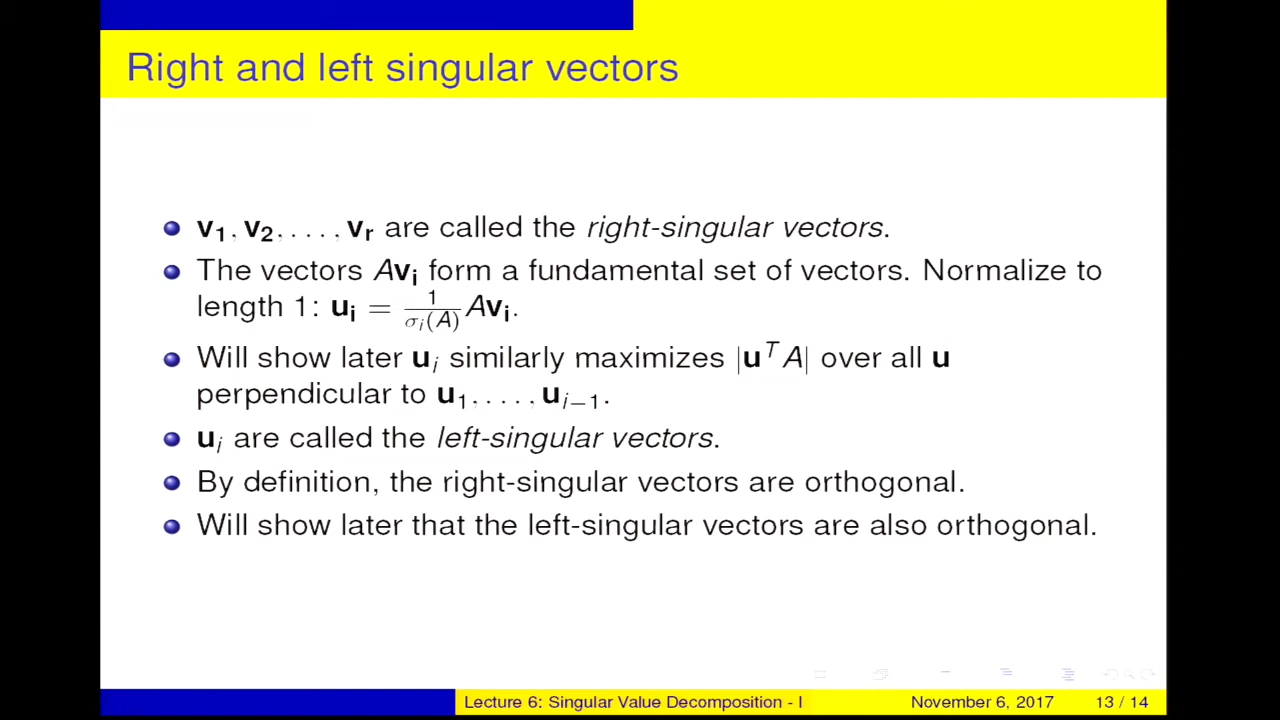 Right and left singular vectors
v₁, v₂, . . . , vᵣ are called the right-singular vectors.
The vectors Avᵢ form a fundamental set of vectors. Normalize to
length 1: uᵢ = 1/σᵢ(A) Avᵢ.
Will show later uᵢ similarly maximizes |uᵀA| over all u
perpendicular to u₁, . . . , uᵢ₋₁.
uᵢ are called the left-singular vectors.
By definition, the right-singular vectors are orthogonal.
Will show later that the left-singular vectors are also orthogonal.
Lecture 6: Singular Value Decomposition - I November 6, 2017 13 / 14